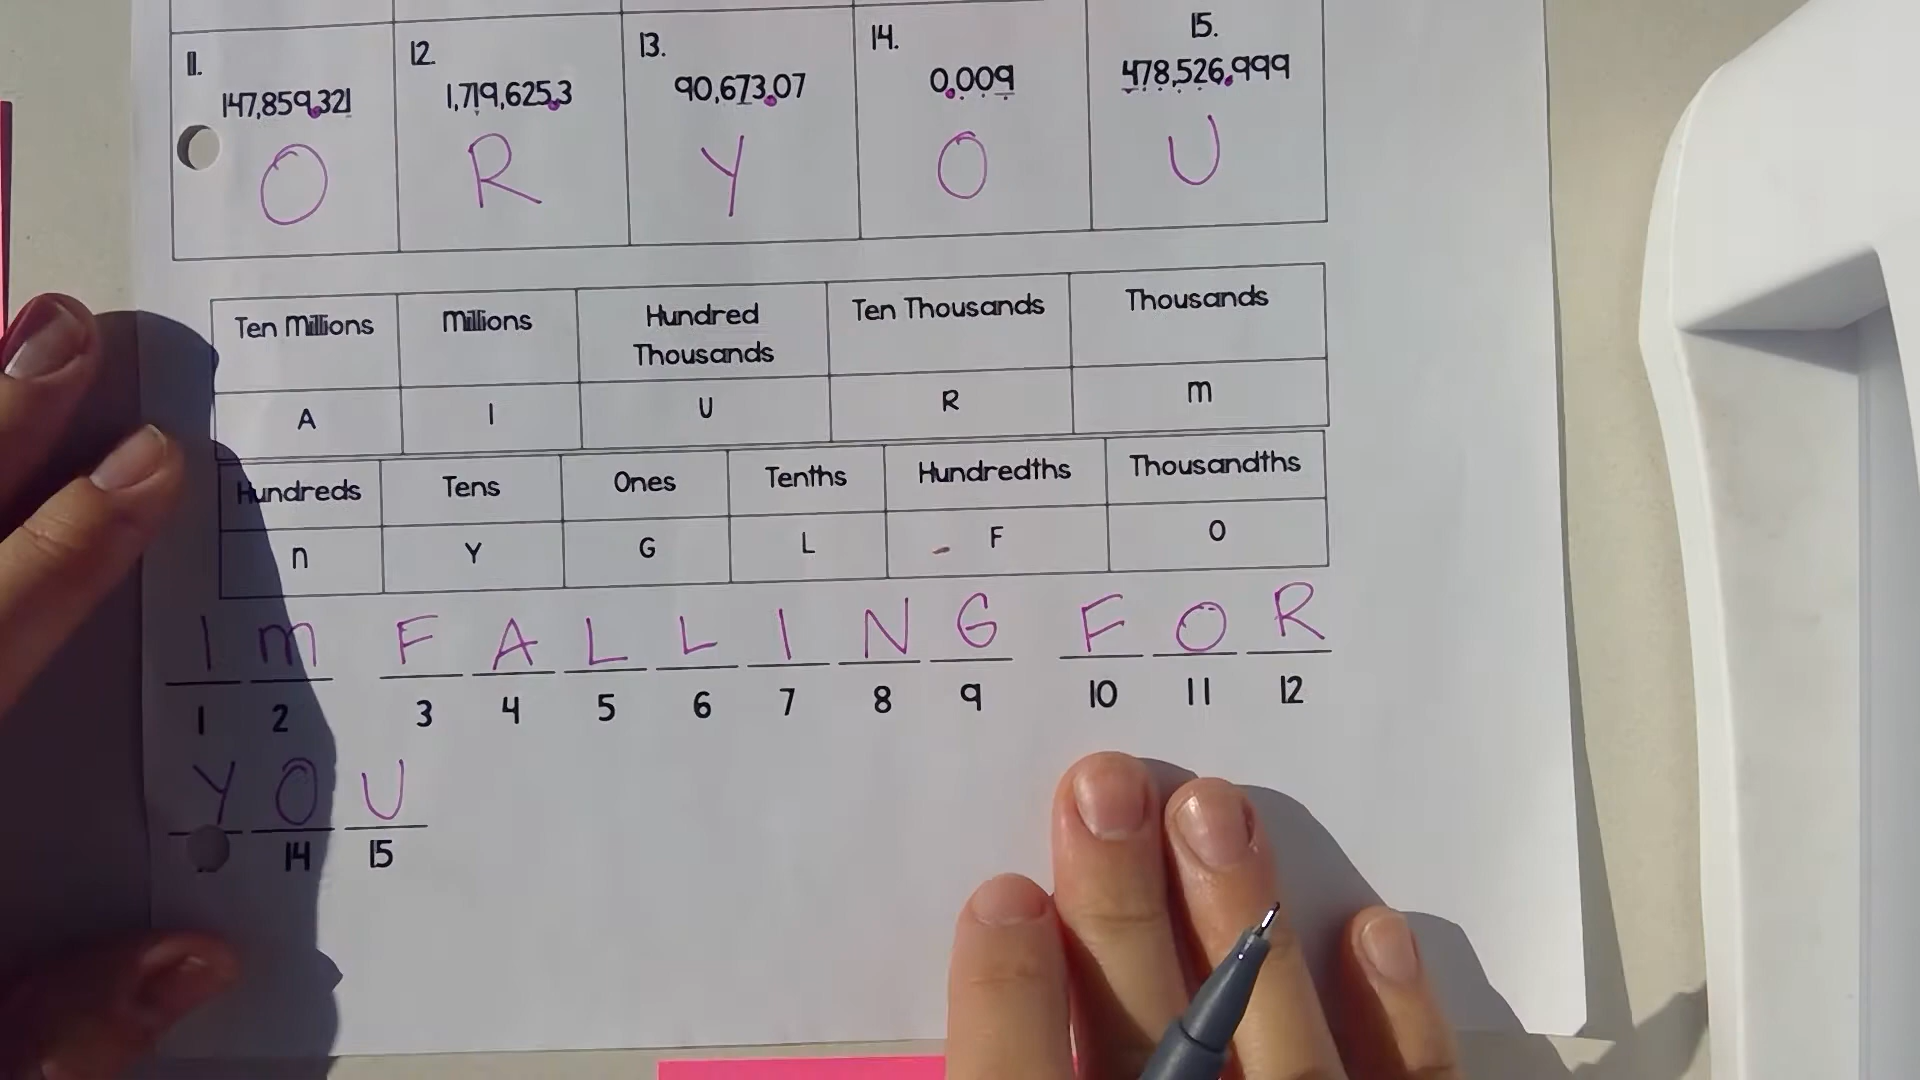 11. 12. 13. 14. 15.
147,859.321 1,719,625.3 90,673.07 0.009 478,526.999
O R Y O U
Ten Millions Millions Hundred Thousands Ten Thousands Thousands
A I U R m
Hundreds Tens Ones Tenths Hundredths Thousandths
n Y G L F O
I m F A L L I N G F O R
1 2 3 4 5 6 7 8 9 10 11 12
Y O U
14 15